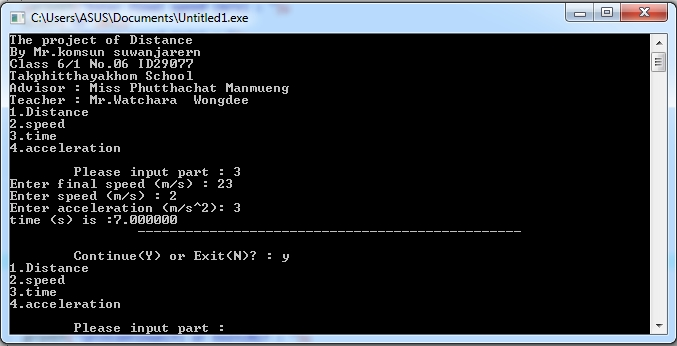 C:\Users\ASUS\Documents\Untitled1.exe
The project of Distance
By Mr.komsun suwanjarern
Class 6/1 No.06 ID29077
Takphitthayakhom School
Advisor : Miss Phutthachat Manmueng
Teacher : Mr.Watchara  Wongdee
1.Distance
2.speed
3.time
4.acceleration
Please input part : 3
Enter final speed (m/s) : 23
Enter speed (m/s) : 2
Enter acceleration (m/s^2): 3
time (s) is :7.000000
------------------------------------------------
Continue(Y) or Exit(N)? : y
1.Distance
2.speed
3.time
4.acceleration
Please input part :